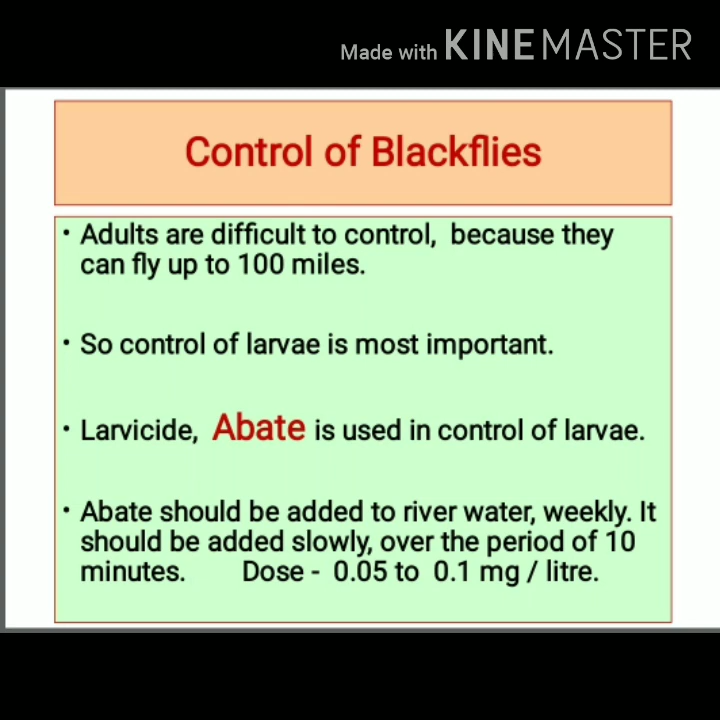 Made with KINEMASTER
Control of Blackflies
• Adults are difficult to control, because they
can fly up to 100 miles.
• So control of larvae is most important.
• Larvicide, Abate is used in control of larvae.
• Abate should be added to river water, weekly. It
should be added slowly, over the period of 10
minutes. Dose - 0.05 to 0.1 mg / litre.